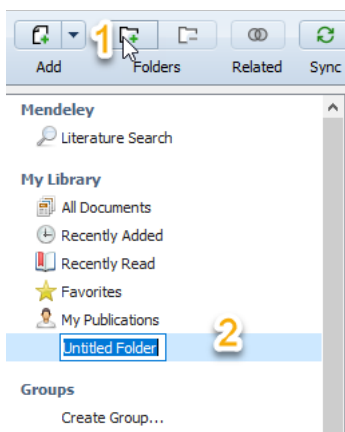 1
Add Folders Related Sync
Mendeley
Literature Search
My Library
All Documents
Recently Added
Recently Read
Favorites
My Publications
Untitled Folder 2
Groups
Create Group...